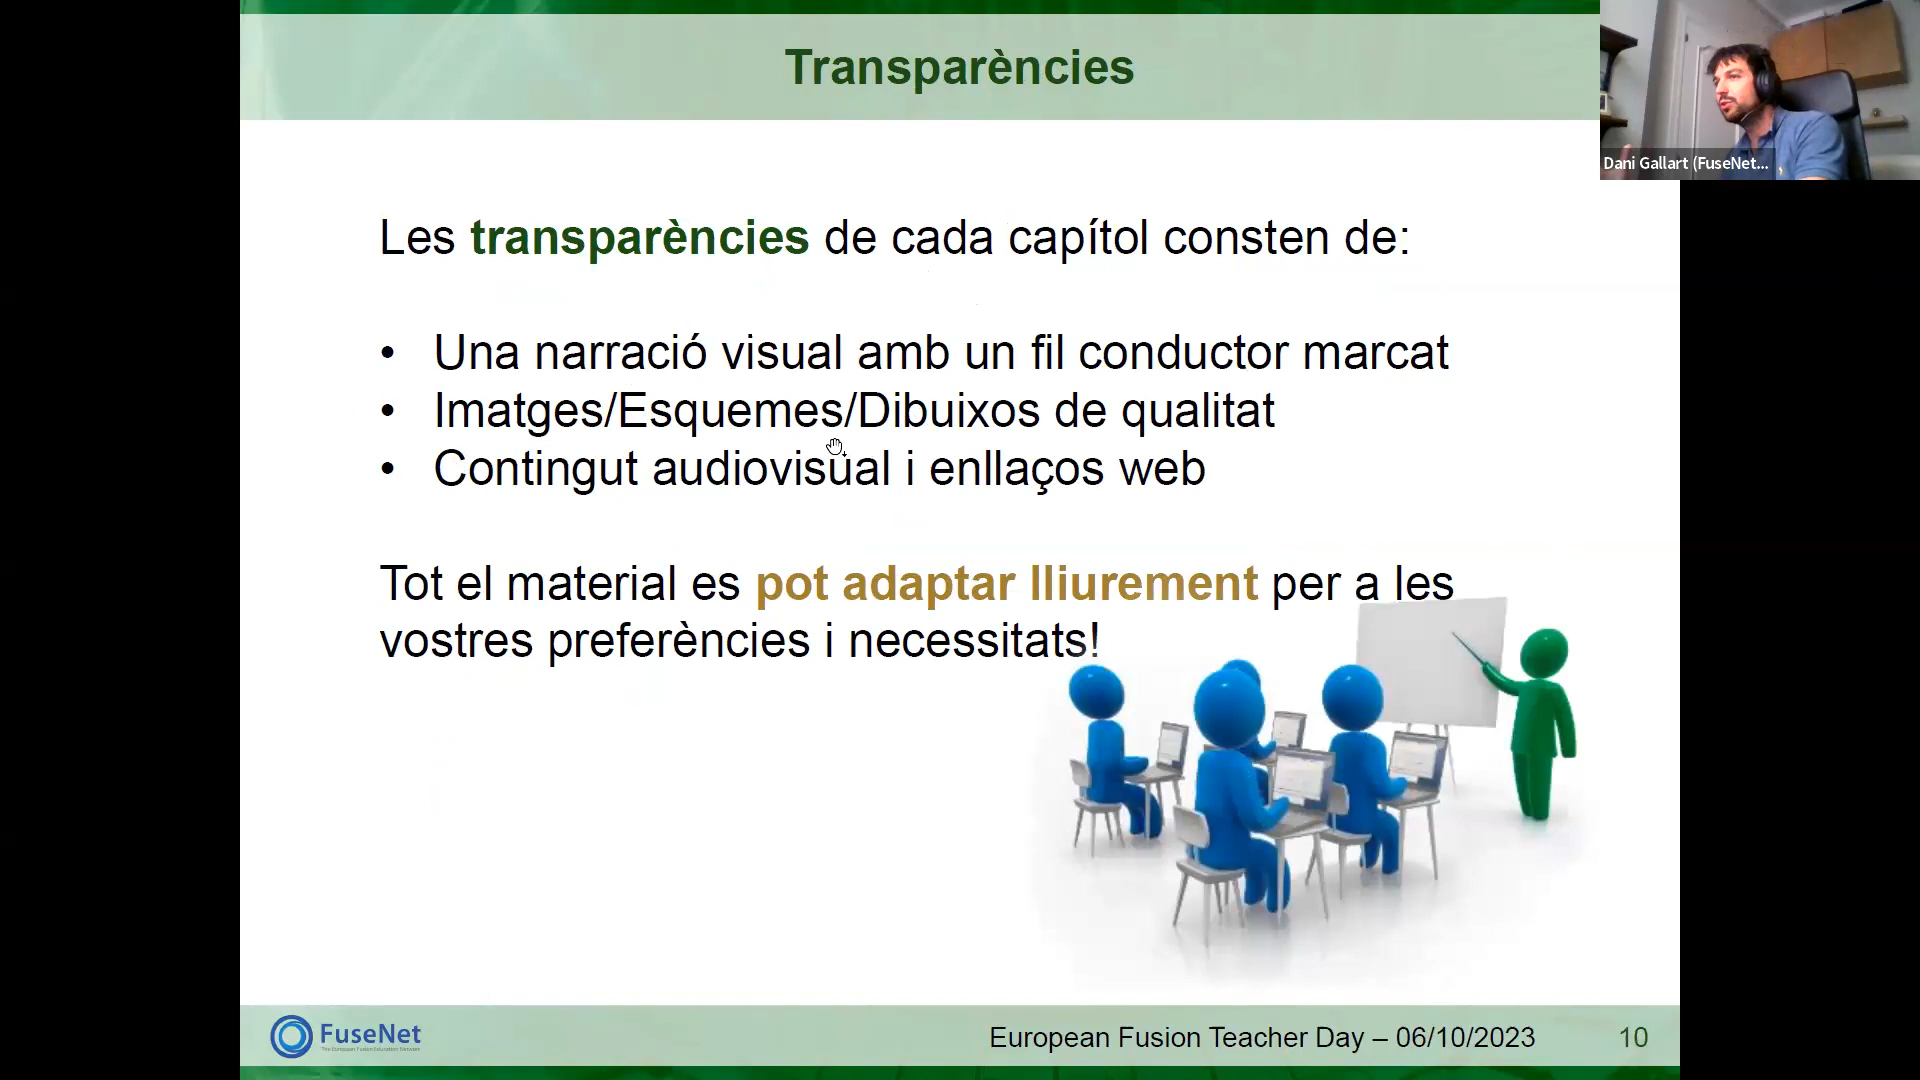 Transparències
Dani Gallart (FuseNet...
Les transparències de cada capítol consten de:
• Una narració visual amb un fil conductor marcat
• Imatges/Esquemes/Dibuixos de qualitat
• Contingut audiovisual i enllaços web
Tot el material es pot adaptar lliurement per a les
vostres preferències i necessitats!
FuseNet
The European Fusion Education Network
European Fusion Teacher Day – 06/10/2023
10